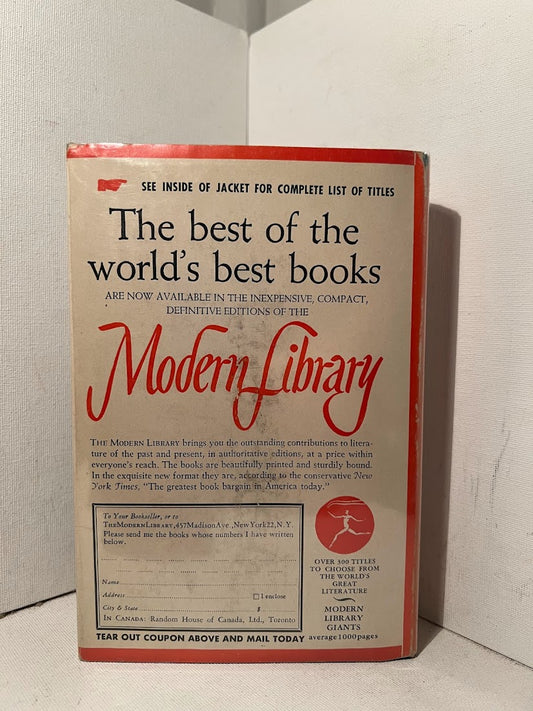 SEE INSIDE OF JACKET FOR COMPLETE LIST OF TITLES
The best of the
world's best books
ARE NOW AVAILABLE IN THE INEXPENSIVE, COMPACT,
DEFINITIVE EDITIONS OF THE
Modern Library
THE MODERN LIBRARY brings you the outstanding contributions to litera-
ture of the past and present, in authoritative editions, at a price within
everyone's reach. The books are beautifully printed and sturdily bound.
In the exquisite new format they are, according to the conservative New
York Times, "The greatest book bargain in America today."
To Your Bookseller, or to
THE MODERN LIBRARY, 457 Madison Ave., New York 22, N. Y.
Please send me the books whose numbers I have written
below.
Name
Address
I enclose
City & State
$
IN CANADA: Random House of Canada, Ltd., Toronto
TEAR OUT COUPON ABOVE AND MAIL TODAY
OVER 300 TITLES
TO CHOOSE FROM
THE WORLD'S
GREAT
LITERATURE
MODERN
LIBRARY
GIANTS
average 1000 pages